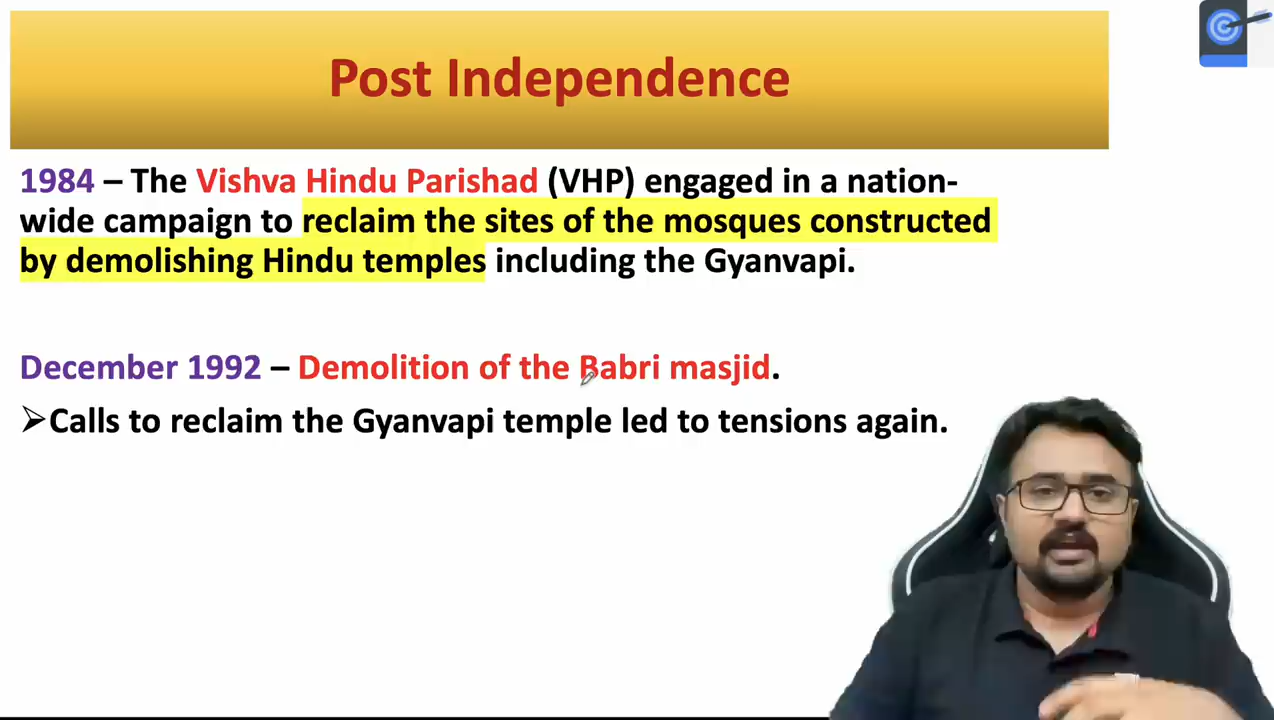 Post Independence
1984 – The Vishva Hindu Parishad (VHP) engaged in a nation-
wide campaign to reclaim the sites of the mosques constructed
by demolishing Hindu temples including the Gyanvapi.
December 1992 – Demolition of the Babri masjid.
➢Calls to reclaim the Gyanvapi temple led to tensions again.